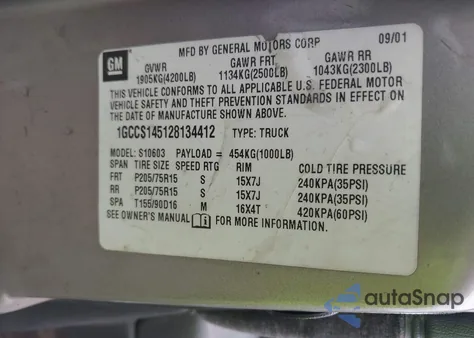 GM
MFD BY GENERAL MOTORS CORP 09/01
GVWR GAWR FRT GAWR RR
1905KG(4200LB) 1134KG(2500LB) 1043KG(2300LB)
THIS VEHICLE CONFORMS TO ALL APPLICABLE U.S. FEDERAL MOTOR
VEHICLE SAFETY AND THEFT PREVENTION STANDARDS IN EFFECT ON
THE DATE OF MANUFACTURE SHOWN ABOVE.
1GCCS145128134412 TYPE: TRUCK
MODEL: S10603 PAYLOAD = 454KG(1000LB)
SPAN TIRE SIZE SPEED RTG RIM COLD TIRE PRESSURE
FRT P205/75R15 S 15X7J 240KPA(35PSI)
RR P205/75R15 S 15X7J 240KPA(35PSI)
SPA T155/90D16 M 16X4T 420KPA(60PSI)
SEE OWNER'S MANUAL FOR MORE INFORMATION.
autoSnap